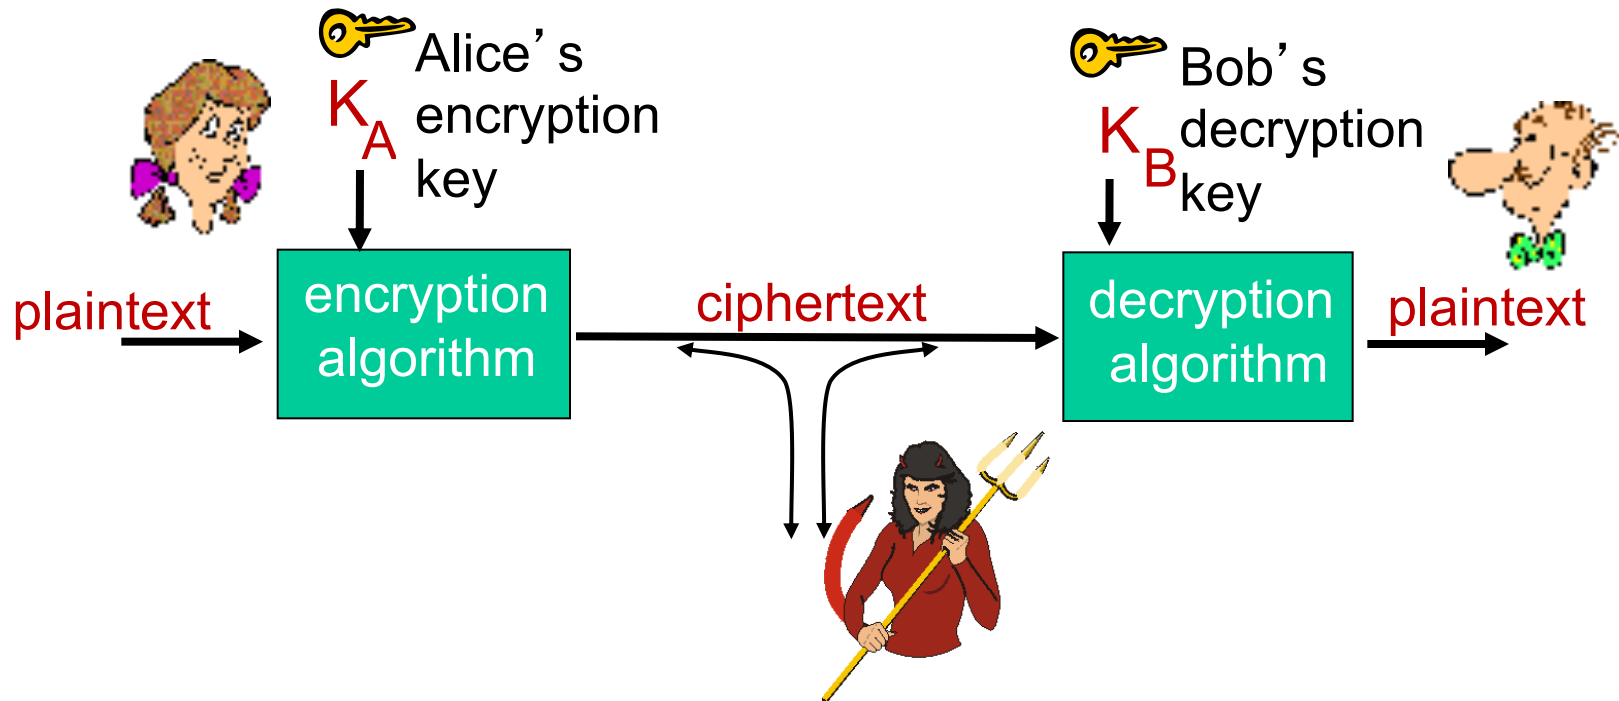 Alice’s
encryption
key
K
A
Bob’s
decryption
key
K
B
plaintext
encryption
algorithm
ciphertext
decryption
algorithm
plaintext